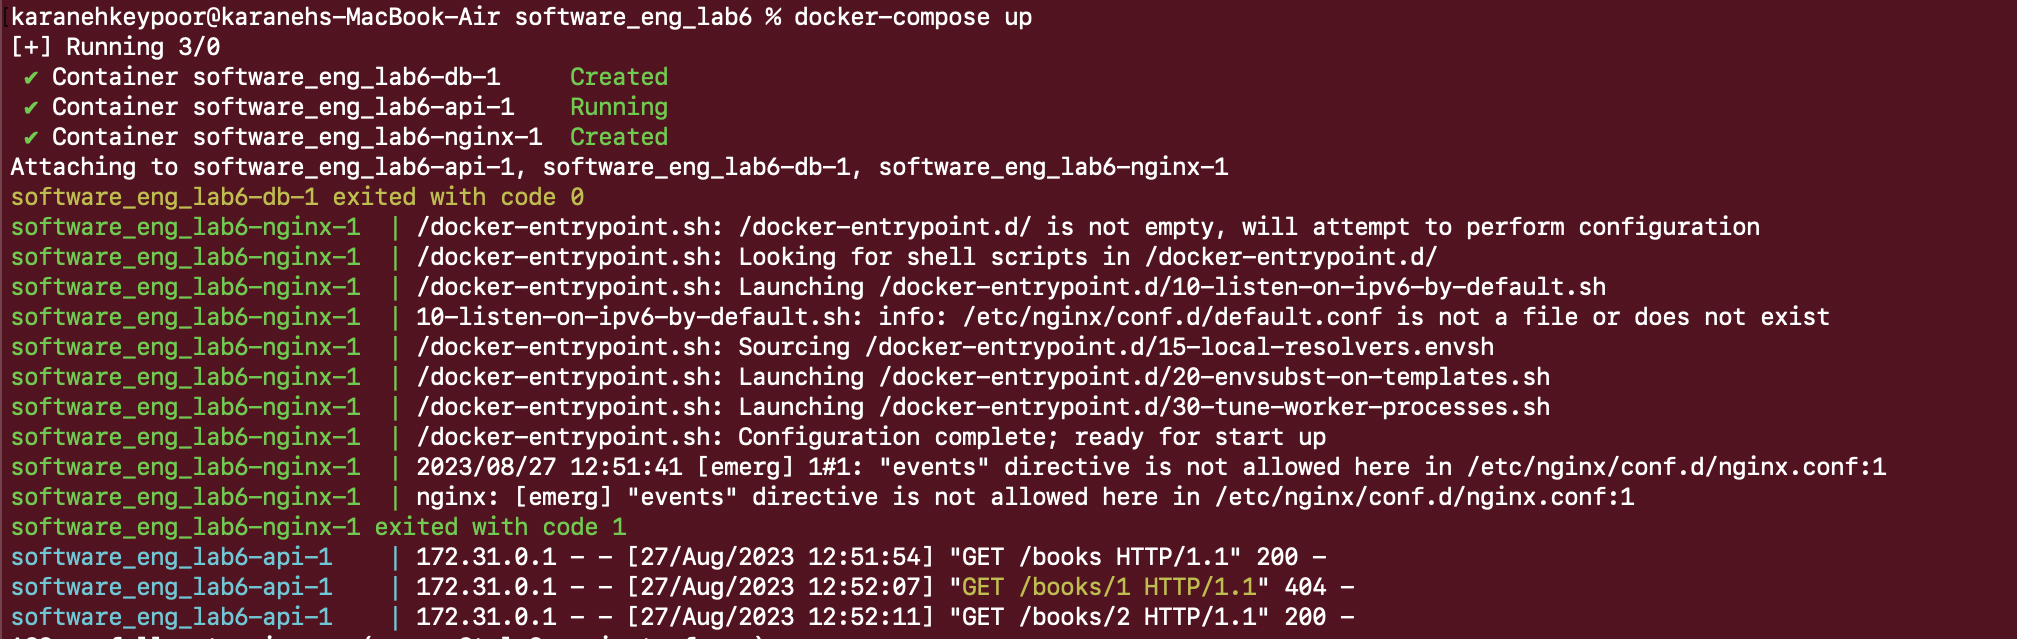 karanehkeypoor@karanehs-MacBook-Air software_eng_lab6 % docker-compose up
[+] Running 3/0
✔ Container software_eng_lab6-db-1 Created
✔ Container software_eng_lab6-api-1 Running
✔ Container software_eng_lab6-nginx-1 Created
Attaching to software_eng_lab6-api-1, software_eng_lab6-db-1, software_eng_lab6-nginx-1
software_eng_lab6-db-1 exited with code 0
software_eng_lab6-nginx-1 | /docker-entrypoint.sh: /docker-entrypoint.d/ is not empty, will attempt to perform configuration
software_eng_lab6-nginx-1 | /docker-entrypoint.sh: Looking for shell scripts in /docker-entrypoint.d/
software_eng_lab6-nginx-1 | /docker-entrypoint.sh: Launching /docker-entrypoint.d/10-listen-on-ipv6-by-default.sh
software_eng_lab6-nginx-1 | 10-listen-on-ipv6-by-default.sh: info: /etc/nginx/conf.d/default.conf is not a file or does not exist
software_eng_lab6-nginx-1 | /docker-entrypoint.sh: Sourcing /docker-entrypoint.d/15-local-resolvers.envsh
software_eng_lab6-nginx-1 | /docker-entrypoint.sh: Launching /docker-entrypoint.d/20-envsubst-on-templates.sh
software_eng_lab6-nginx-1 | /docker-entrypoint.sh: Launching /docker-entrypoint.d/30-tune-worker-processes.sh
software_eng_lab6-nginx-1 | /docker-entrypoint.sh: Configuration complete; ready for start up
software_eng_lab6-nginx-1 | 2023/08/27 12:51:41 [emerg] 1#1: "events" directive is not allowed here in /etc/nginx/conf.d/nginx.conf:1
software_eng_lab6-nginx-1 | nginx: [emerg] "events" directive is not allowed here in /etc/nginx/conf.d/nginx.conf:1
software_eng_lab6-nginx-1 exited with code 1
software_eng_lab6-api-1 | 172.31.0.1 - - [27/Aug/2023 12:51:54] "GET /books HTTP/1.1" 200 -
software_eng_lab6-api-1 | 172.31.0.1 - - [27/Aug/2023 12:52:07] "GET /books/1 HTTP/1.1" 404 -
software_eng_lab6-api-1 | 172.31.0.1 - - [27/Aug/2023 12:52:11] "GET /books/2 HTTP/1.1" 200 -